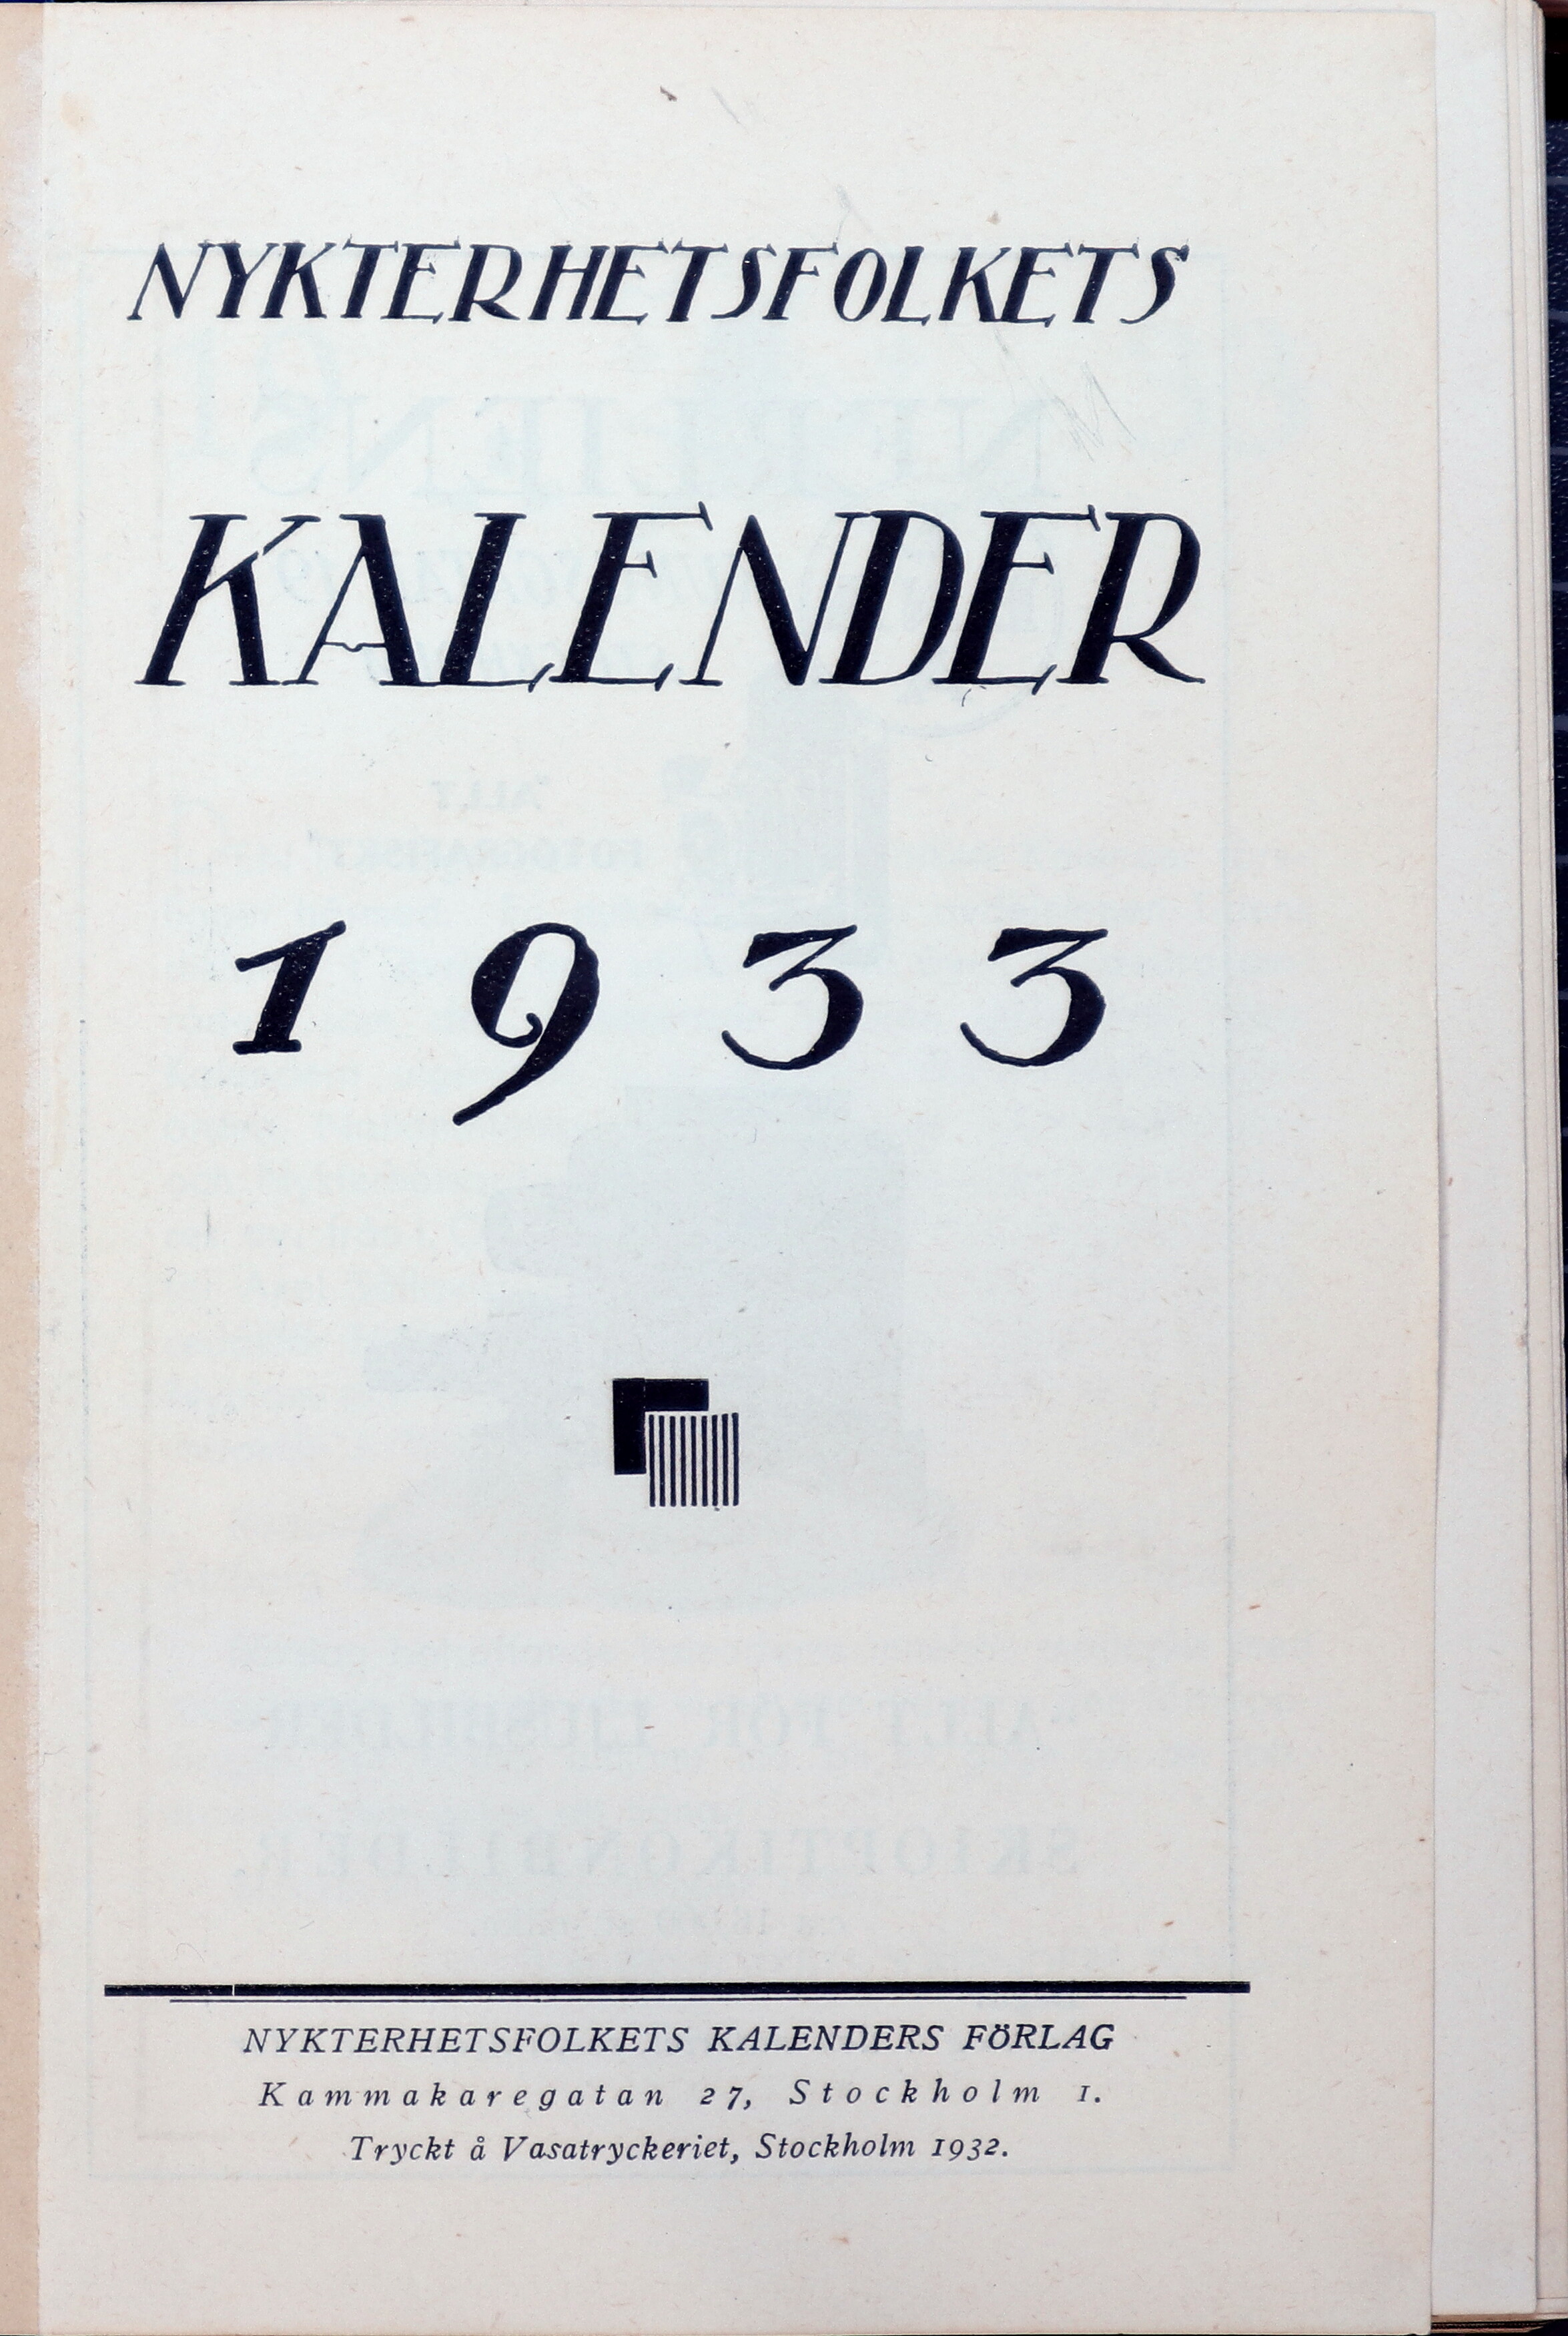 NYKTERHETSFOLKETS
KALENDER
1933
NYKTERHETSFOLKETS KALENDERS FÖRLAG
Kammakaregatan 27, Stockholm 1.
Tryckt å Vasatryckeriet, Stockholm 1932.